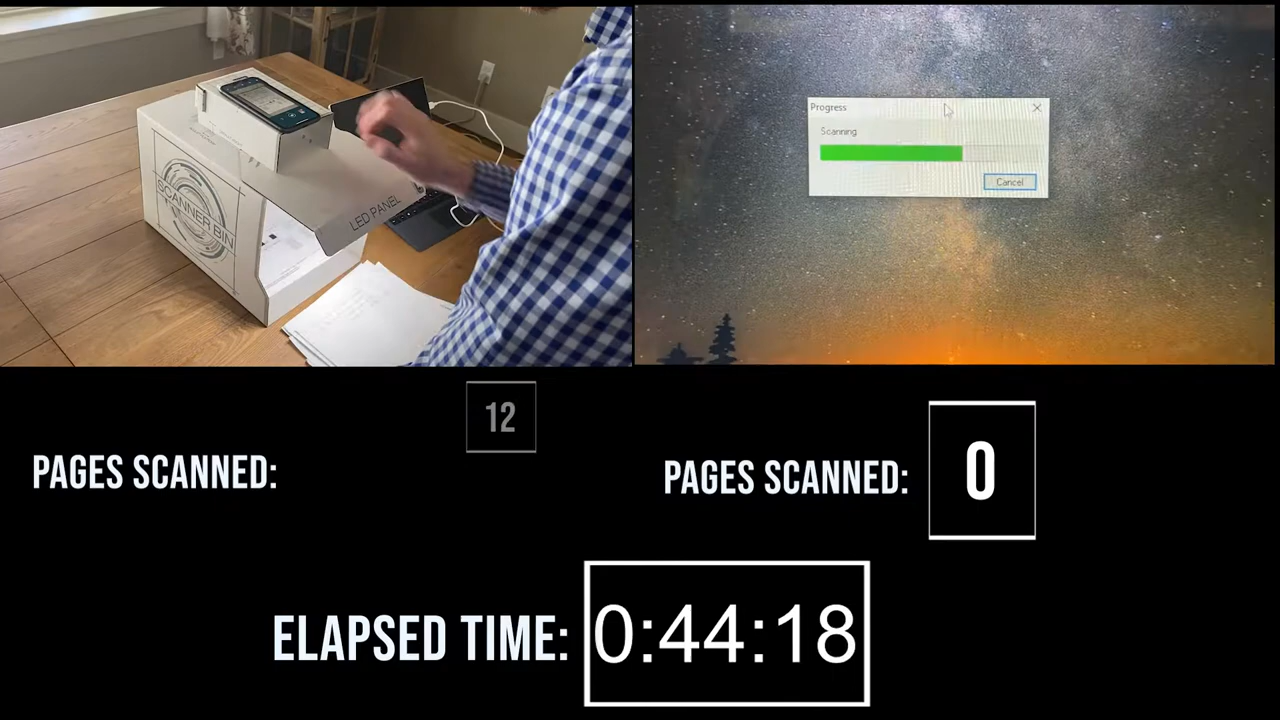 SCANNER BIN
LED PANEL
Progress
Scanning
Cancel
12
PAGES SCANNED:
PAGES SCANNED:
0
ELAPSED TIME:
0:44:18